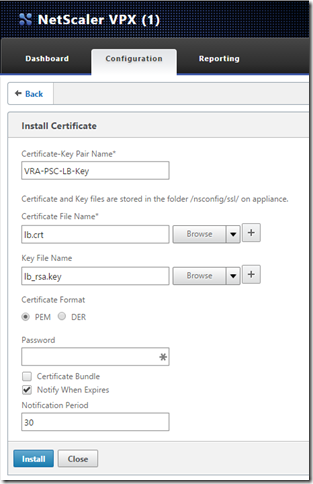 NetScaler VPX (1)
Dashboard Configuration Reporting
Back
Install Certificate
Certificate-Key Pair Name*
VRA-PSC-LB-Key
Certificate and Key files are stored in the folder /nsconfig/ssl/ on appliance.
Certificate File Name*
lb.crt Browse +
Key File Name
lb_rsa.key Browse +
Certificate Format
PEM DER
Password
Certificate Bundle
Notify When Expires
Notification Period
30
Install Close